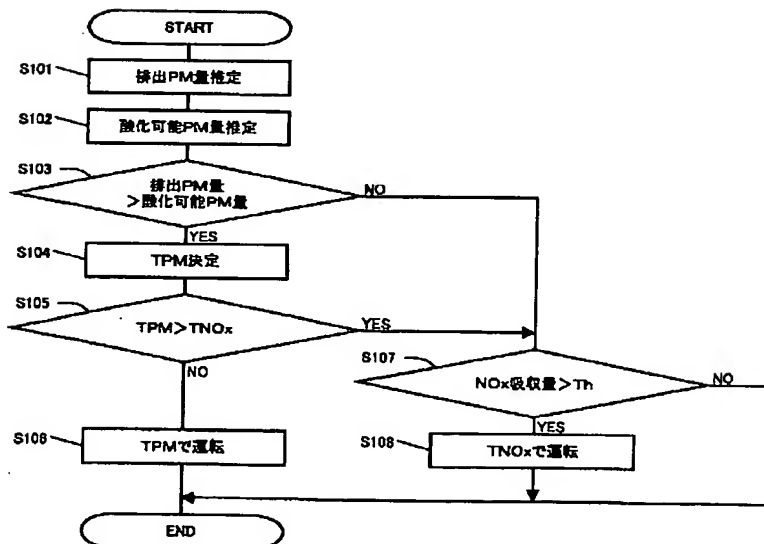 START
S101
排出PM量推定
S102
酸化可能PM量推定
S103
排出PM量
>酸化可能PM量
NO
YES
S104
TPM決定
S105
TPM>TNOx
YES
NO
S107
NOx吸収量>Th
NO
YES
S106
TPMで運転
S108
TNOxで運転
END